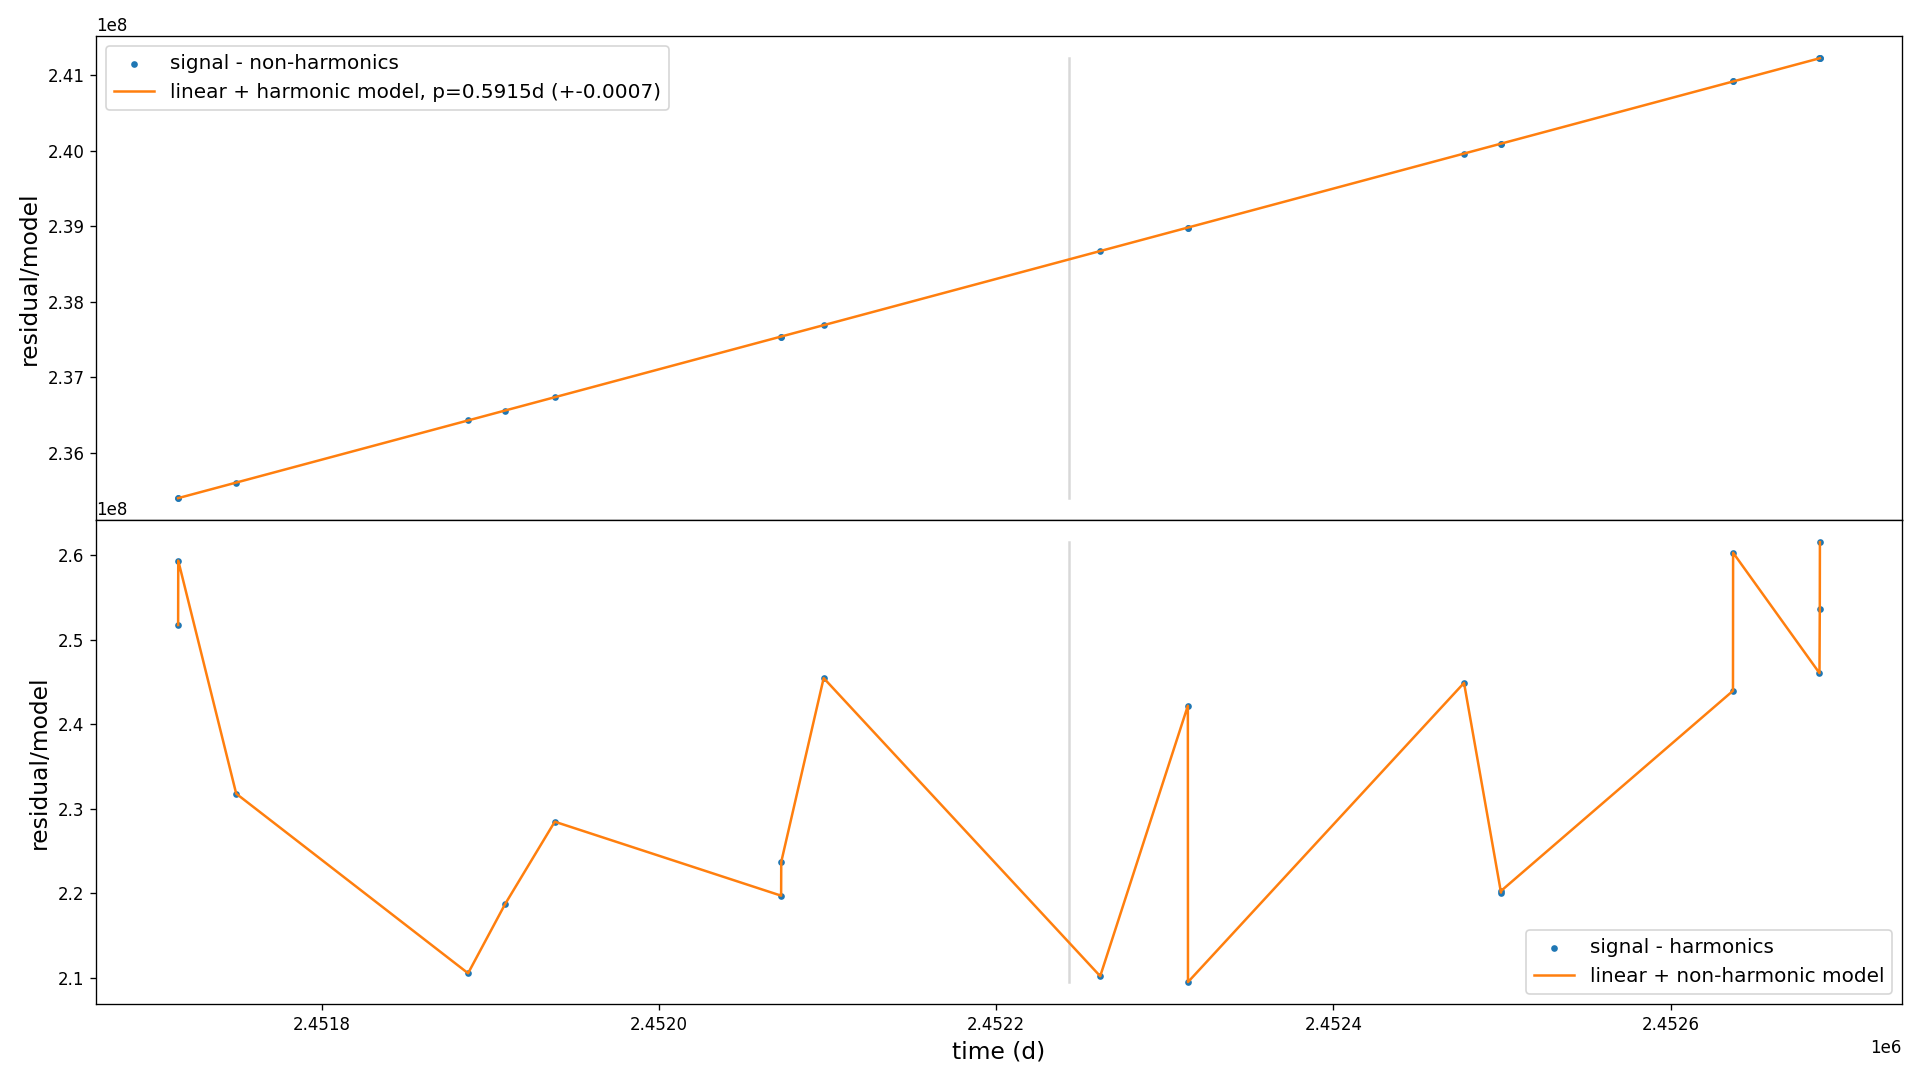 1e8
2.41
2.40
2.39
2.38
2.37
2.36
residual/model
signal - non-harmonics
linear + harmonic model, p=0.5915d (+-0.0007)
1e8
2.6
2.5
2.4
2.3
2.2
2.1
residual/model
signal - harmonics
linear + non-harmonic model
2.4518 2.4520 2.4522 2.4524 2.4526
1e6
time (d)